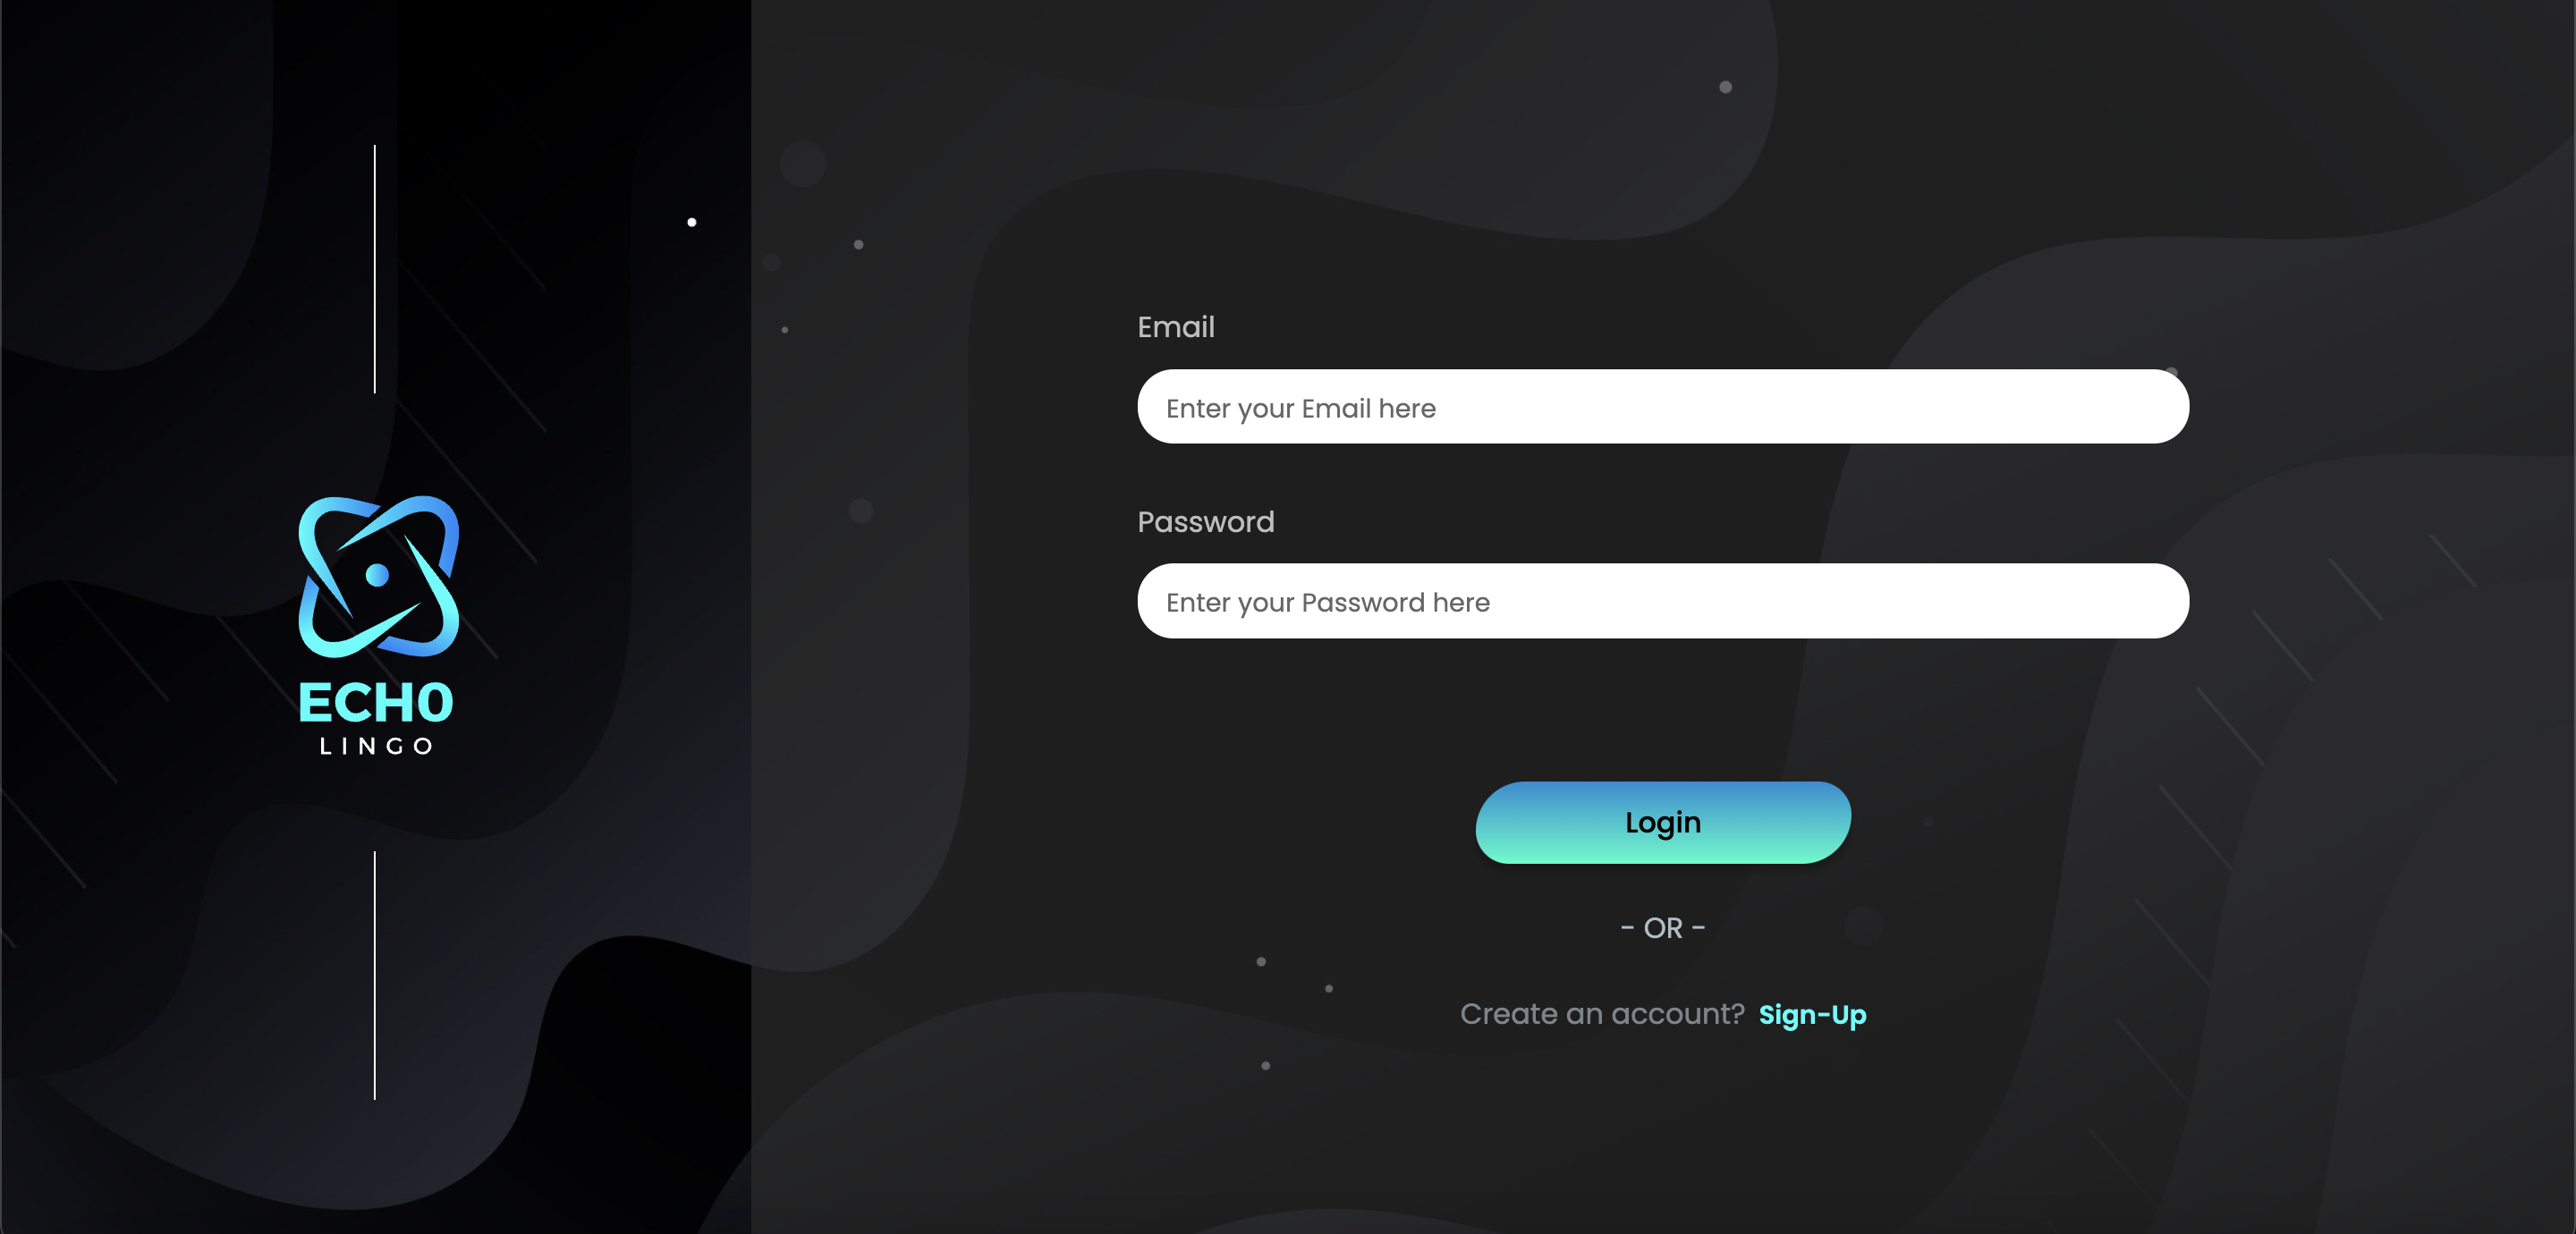 ECHO
LINGO
Email
Enter your Email here
Password
Enter your Password here
Login
- OR -
Create an account? Sign-Up